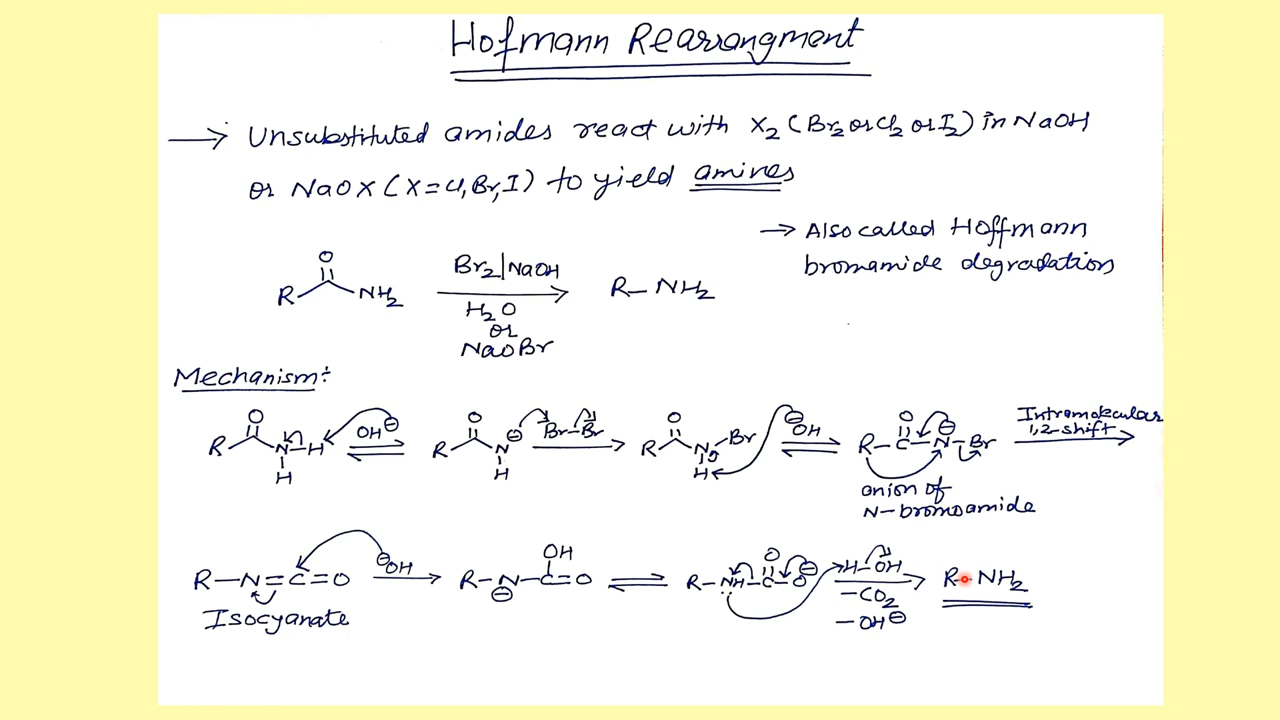 Hofmann Rearrangment
→ Unsubstituted amides react with X₂ (Br₂ or Cl₂ or I₂) in NaOH
or NaOX (X = Cl, Br, I) to yield amines
→ Also called Hoffmann
bromamide degradation
O
R NH₂
Br₂ | NaOH
H₂O
or
NaOBr
R – NH₂
Mechanism:
O
R N – H
H
OH⊖
O
R N⊖
H
Br – Br
O
R N – Br
H
⊖OH
O
R – C – N⊖ – Br
anion of
N – bromoamide
Intramolecular
1,2-shift
R – N = C = O
Isocyanate
⊖OH
OH
R – N – C = O
⊖
O
R – NH – C – O⊖
H – OH
– CO₂
– OH⊖
R NH₂